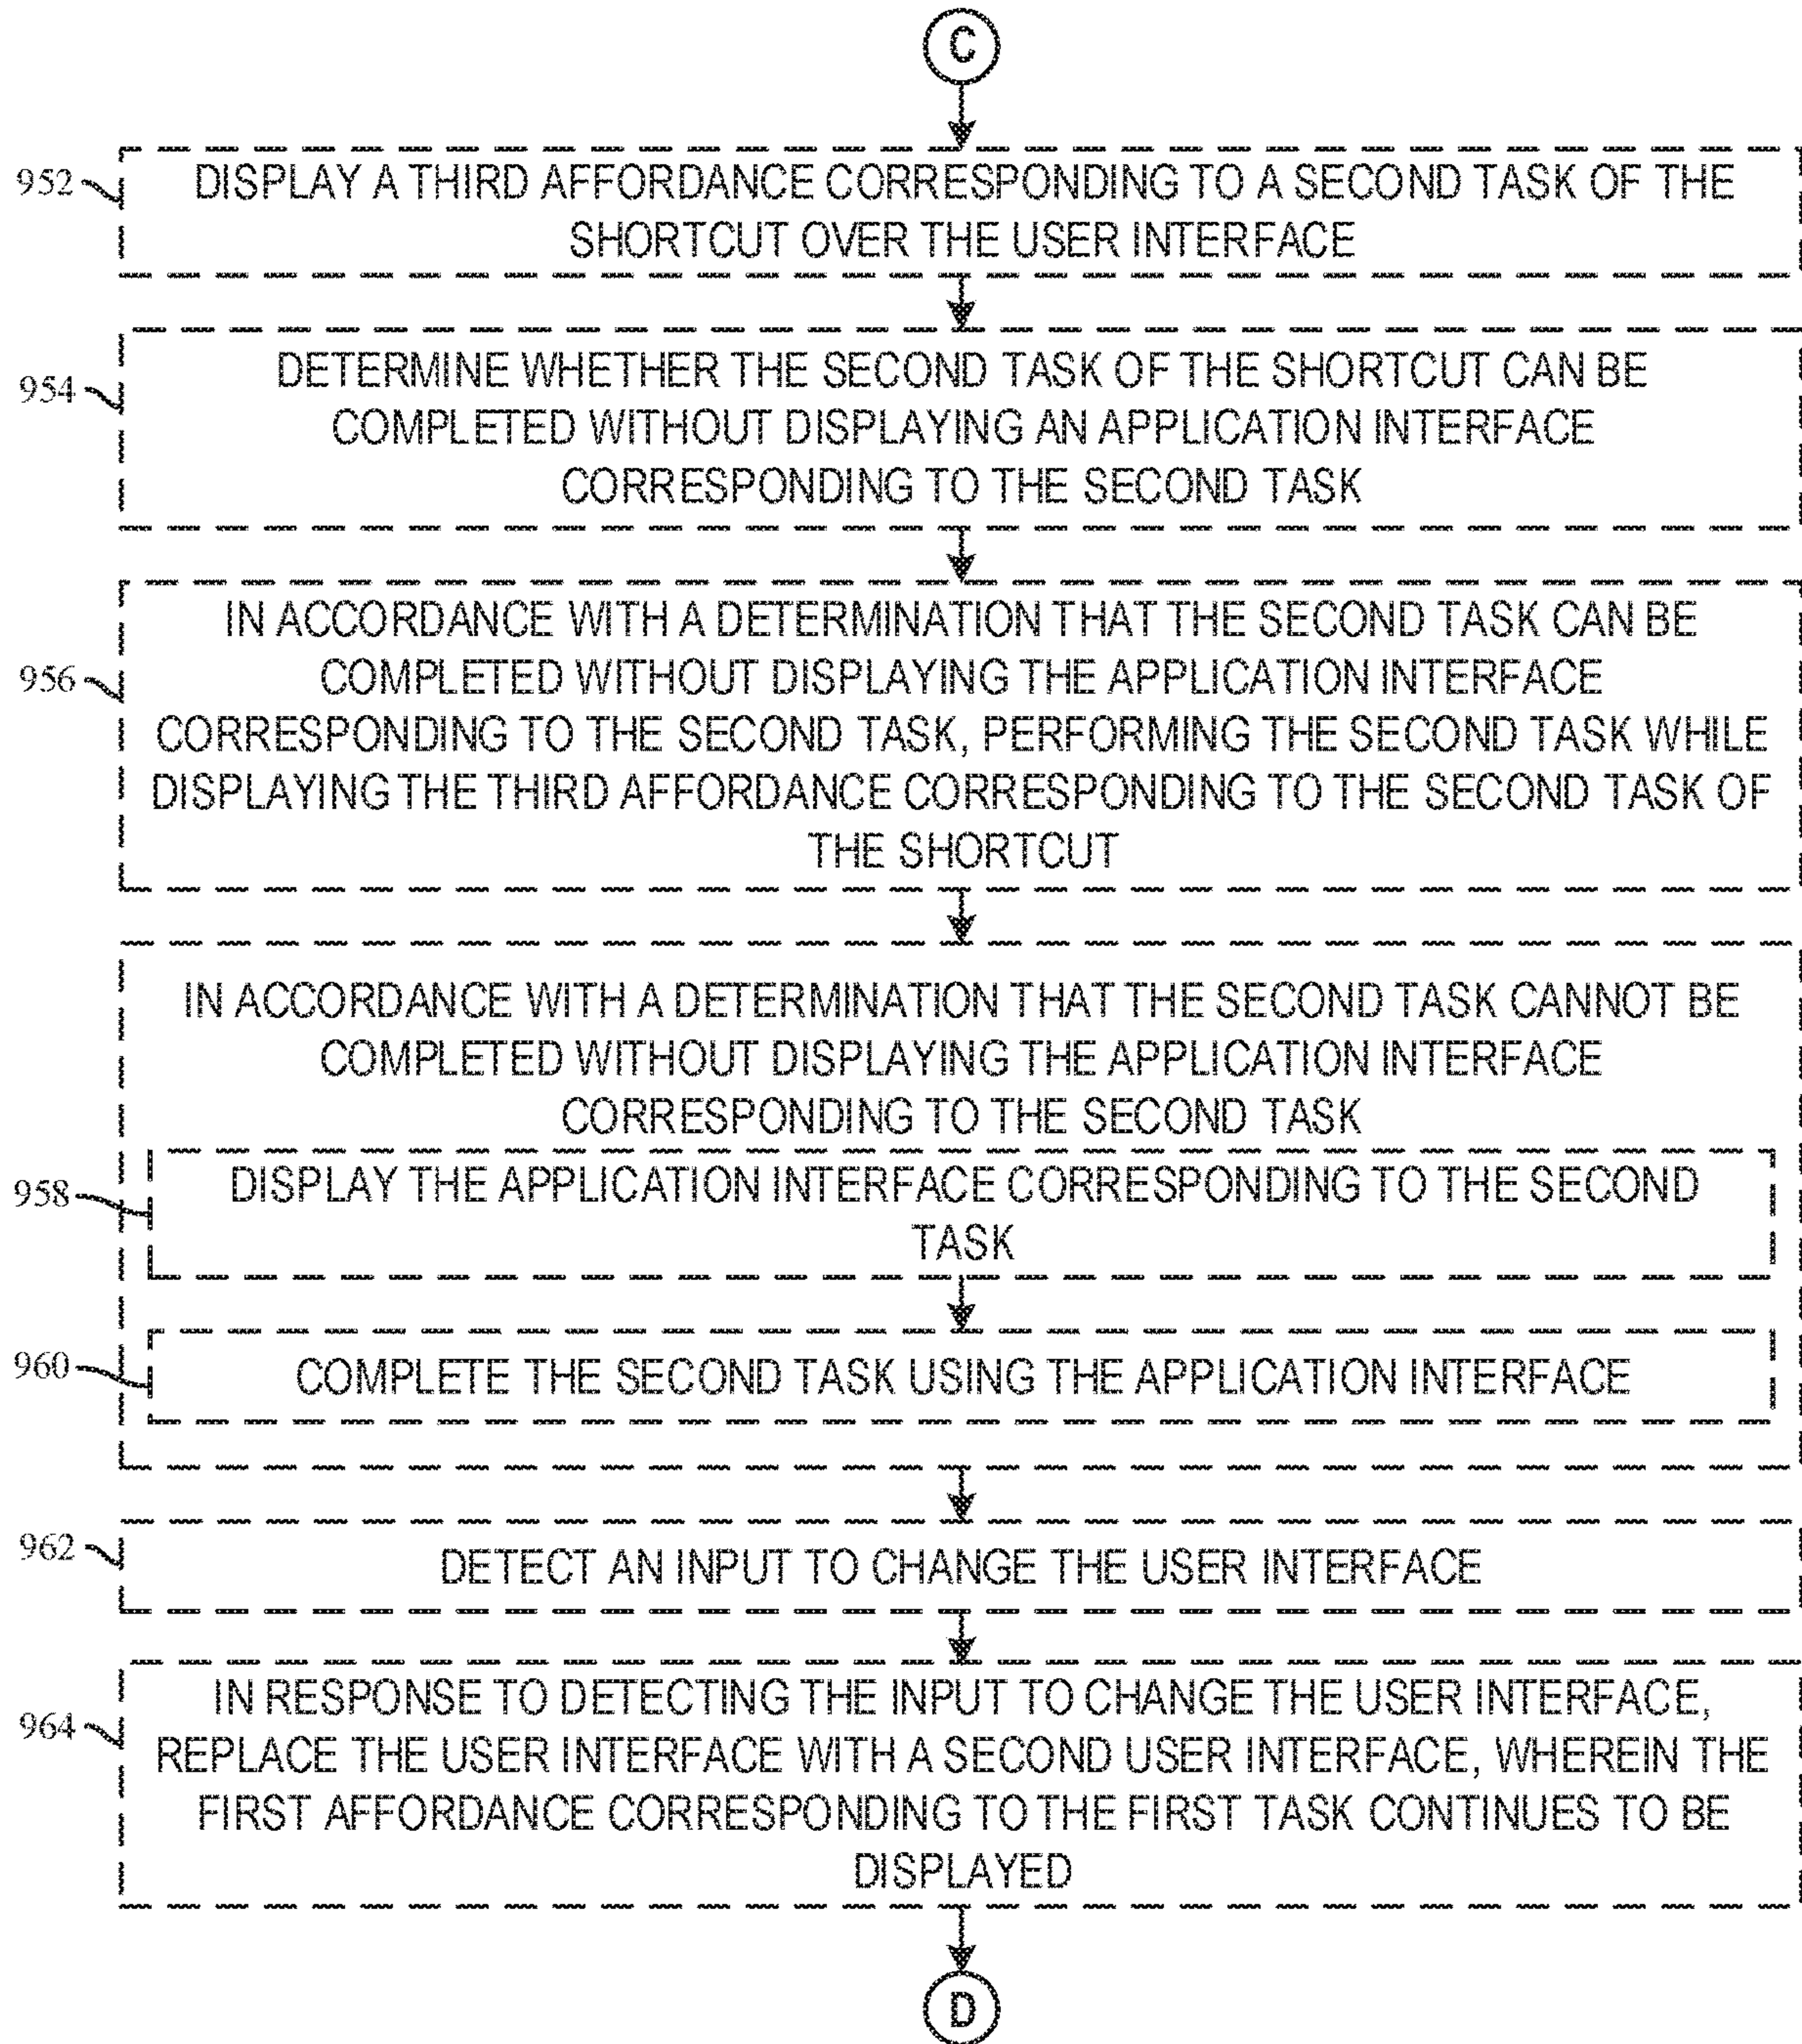 C
952
DISPLAY A THIRD AFFORDANCE CORRESPONDING TO A SECOND TASK OF THE
SHORTCUT OVER THE USER INTERFACE
954
DETERMINE WHETHER THE SECOND TASK OF THE SHORTCUT CAN BE
COMPLETED WITHOUT DISPLAYING AN APPLICATION INTERFACE
CORRESPONDING TO THE SECOND TASK
956
IN ACCORDANCE WITH A DETERMINATION THAT THE SECOND TASK CAN BE
COMPLETED WITHOUT DISPLAYING THE APPLICATION INTERFACE
CORRESPONDING TO THE SECOND TASK, PERFORMING THE SECOND TASK WHILE
DISPLAYING THE THIRD AFFORDANCE CORRESPONDING TO THE SECOND TASK OF
THE SHORTCUT
IN ACCORDANCE WITH A DETERMINATION THAT THE SECOND TASK CANNOT BE
COMPLETED WITHOUT DISPLAYING THE APPLICATION INTERFACE
CORRESPONDING TO THE SECOND TASK
958
DISPLAY THE APPLICATION INTERFACE CORRESPONDING TO THE SECOND
TASK
960
COMPLETE THE SECOND TASK USING THE APPLICATION INTERFACE
962
DETECT AN INPUT TO CHANGE THE USER INTERFACE
964
IN RESPONSE TO DETECTING THE INPUT TO CHANGE THE USER INTERFACE,
REPLACE THE USER INTERFACE WITH A SECOND USER INTERFACE, WHEREIN THE
FIRST AFFORDANCE CORRESPONDING TO THE FIRST TASK CONTINUES TO BE
DISPLAYED
D